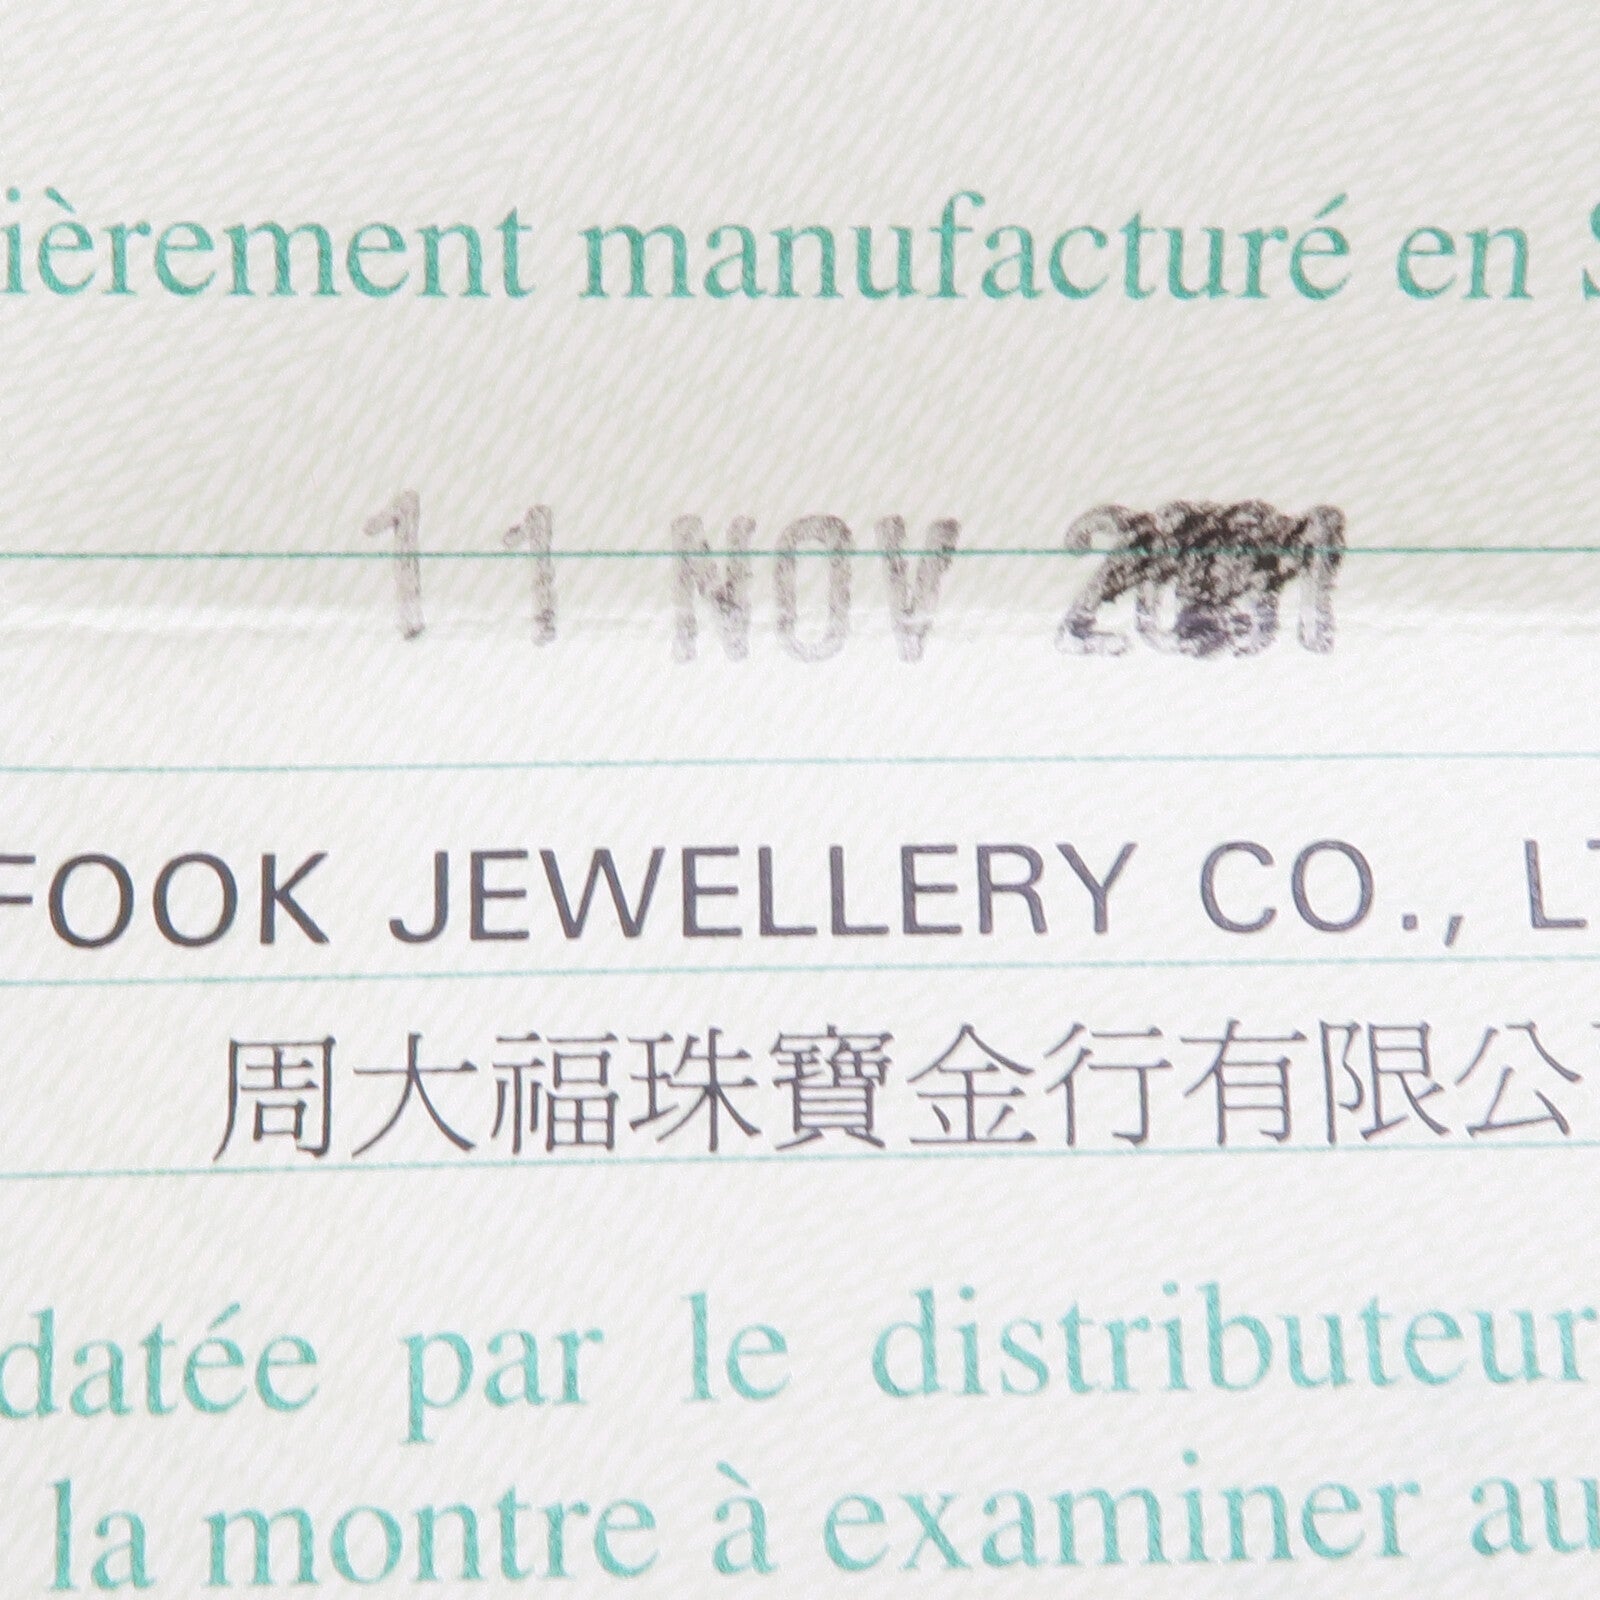 ièrement manufacturé en S
11 NOV
FOOK JEWELLERY CO., LT
周大福珠寶金行有限公
datée par le distributeur
la montre à examiner au